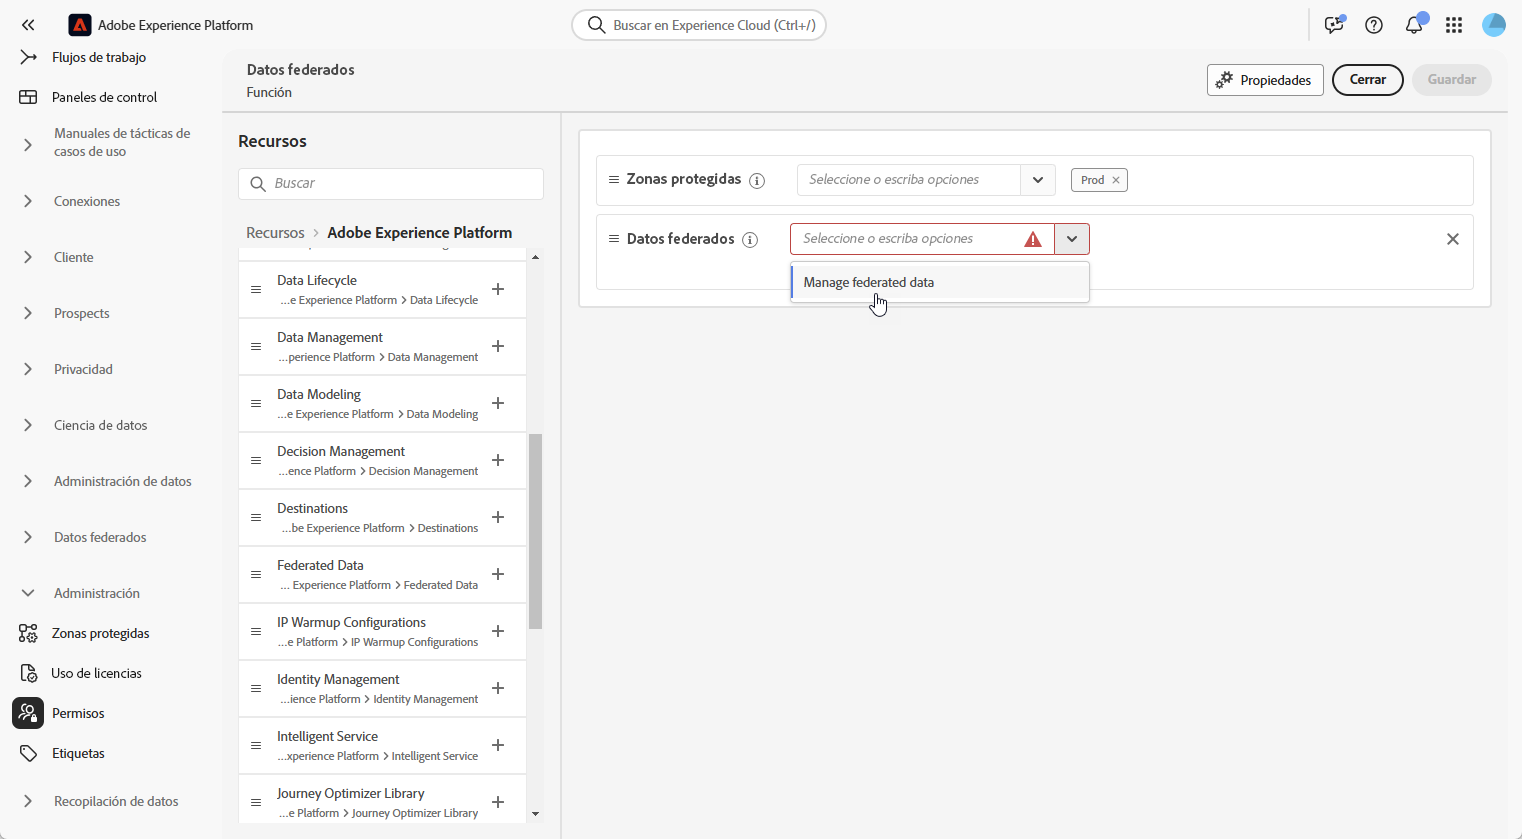 Adobe Experience Platform
Buscar en Experience Cloud (Ctrl+/)
Flujos de trabajo
Paneles de control
Manuales de tácticas de
casos de uso
Conexiones
Cliente
Prospects
Privacidad
Ciencia de datos
Administración de datos
Datos federados
Administración
Zonas protegidas
Uso de licencias
Permisos
Etiquetas
Recopilación de datos
Datos federados
Función
Propiedades
Cerrar
Guardar
Recursos
Buscar
Recursos > Adobe Experience Platform
Data Lifecycle
...e Experience Platform > Data Lifecycle
Data Management
...perience Platform > Data Management
Data Modeling
...e Experience Platform > Data Modeling
Decision Management
...ence Platform > Decision Management
Destinations
...be Experience Platform > Destinations
Federated Data
... Experience Platform > Federated Data
IP Warmup Configurations
...e Platform > IP Warmup Configurations
Identity Management
...ience Platform > Identity Management
Intelligent Service
...xperience Platform > Intelligent Service
Journey Optimizer Library
...e Platform > Journey Optimizer Library
Zonas protegidas
Seleccione o escriba opciones
Prod
Datos federados
Seleccione o escriba opciones
Manage federated data